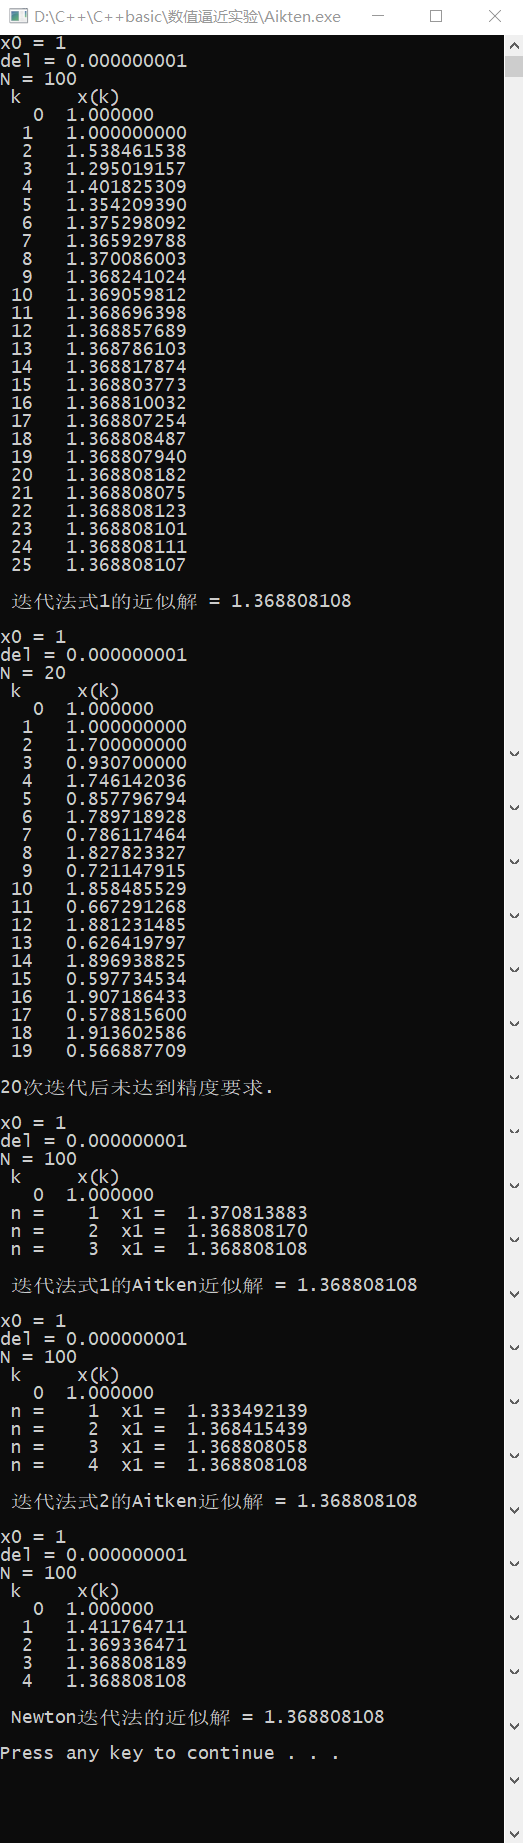 D:\C++\C++basic\数值逼近实验\Aikten.exe
x0 = 1
del = 0.000000001
N = 100
k x(k)
0 1.000000
1 1.000000000
2 1.538461538
3 1.295019157
4 1.401825309
5 1.354209390
6 1.375298092
7 1.365929788
8 1.370086003
9 1.368241024
10 1.369059812
11 1.368696398
12 1.368857689
13 1.368786103
14 1.368817874
15 1.368803773
16 1.368810032
17 1.368807254
18 1.368808487
19 1.368807940
20 1.368808182
21 1.368808075
22 1.368808123
23 1.368808101
24 1.368808111
25 1.368808107
迭代法式1的近似解 = 1.368808108
x0 = 1
del = 0.000000001
N = 20
k x(k)
0 1.000000
1 1.000000000
2 1.700000000
3 0.930700000
4 1.746142036
5 0.857796794
6 1.789718928
7 0.786117464
8 1.827823327
9 0.721147915
10 1.858485529
11 0.667291268
12 1.881231485
13 0.626419797
14 1.896938825
15 0.597734534
16 1.907186433
17 0.578815600
18 1.913602586
19 0.566887709
20次迭代后未达到精度要求.
x0 = 1
del = 0.000000001
N = 100
k x(k)
0 1.000000
n = 1 x1 = 1.370813883
n = 2 x1 = 1.368808170
n = 3 x1 = 1.368808108
迭代法式1的Aitken近似解 = 1.368808108
x0 = 1
del = 0.000000001
N = 100
k x(k)
0 1.000000
n = 1 x1 = 1.333492139
n = 2 x1 = 1.368415439
n = 3 x1 = 1.368808058
n = 4 x1 = 1.368808108
迭代法式2的Aitken近似解 = 1.368808108
x0 = 1
del = 0.000000001
N = 100
k x(k)
0 1.000000
1 1.411764711
2 1.369336471
3 1.368808189
4 1.368808108
Newton迭代法的近似解 = 1.368808108
Press any key to continue . . .